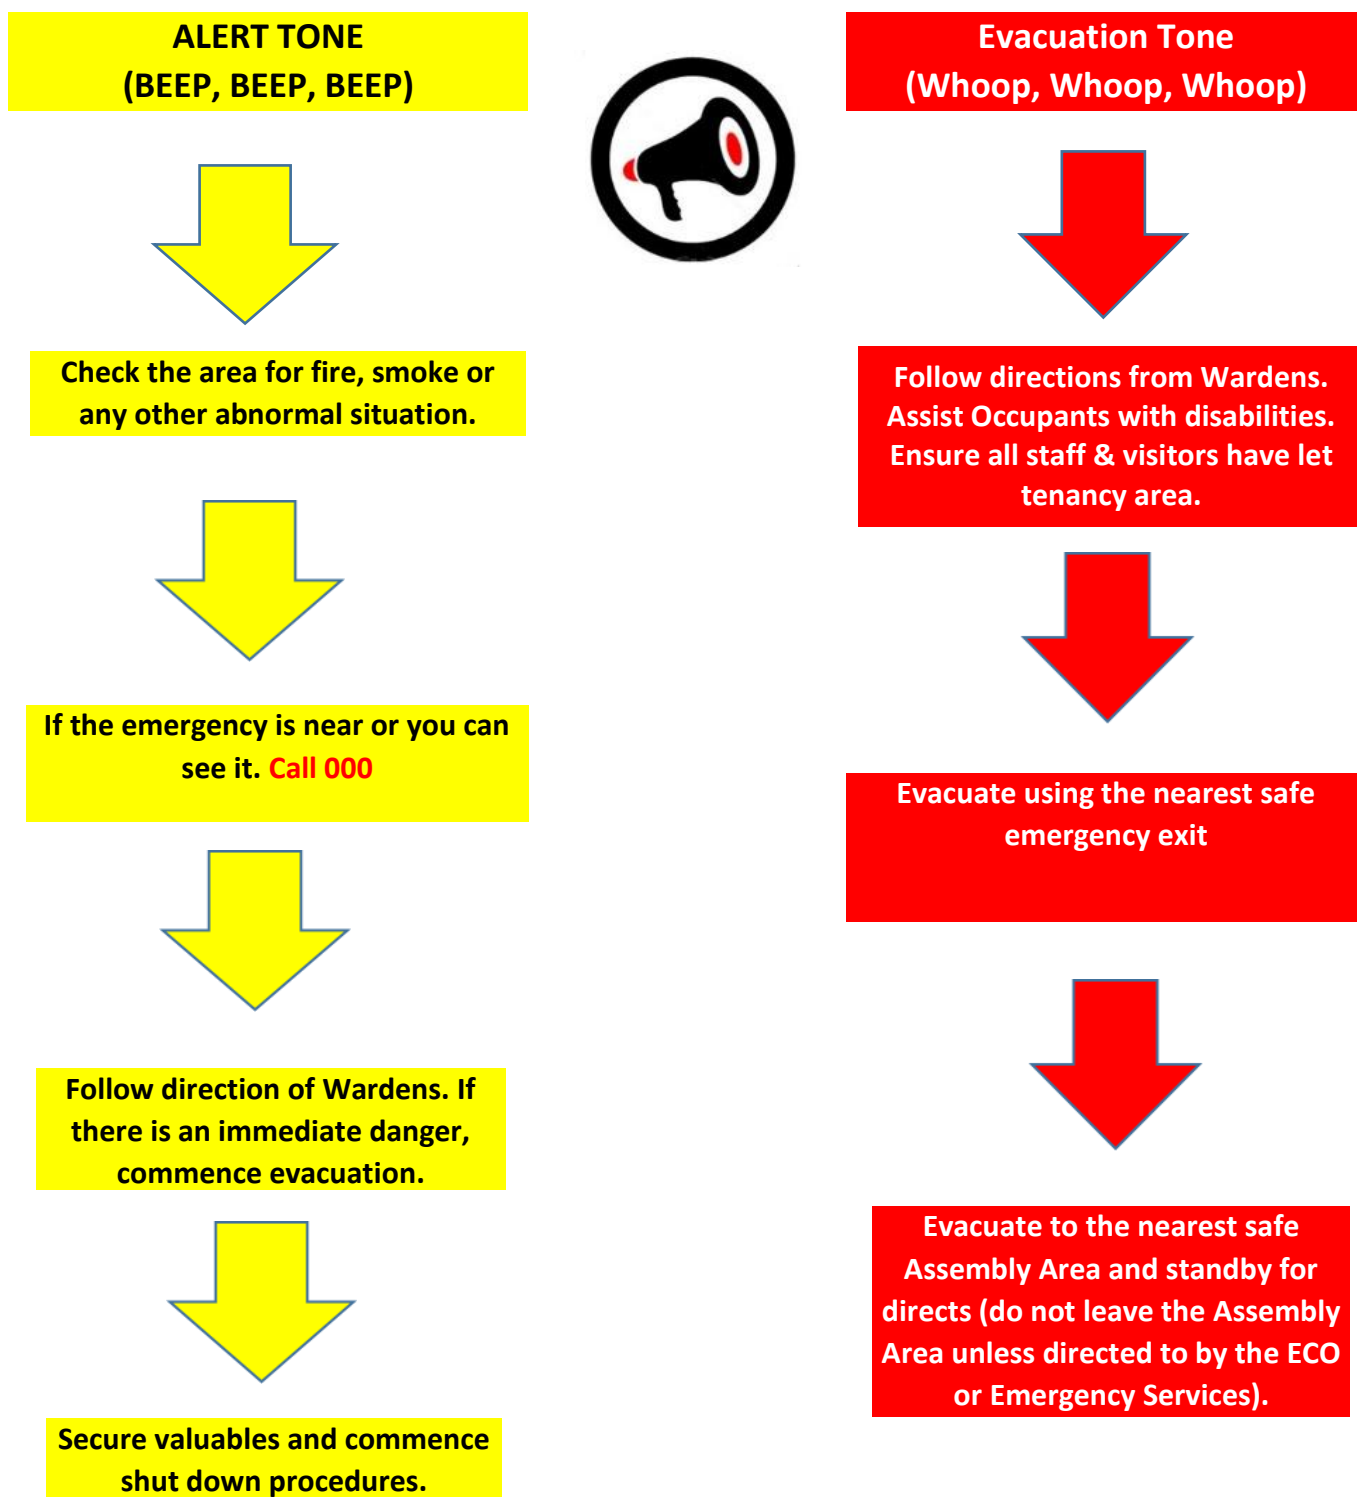 ALERT TONE
(BEEP, BEEP, BEEP)
Check the area for fire, smoke or
any other abnormal situation.
If the emergency is near or you can
see it. Call 000
Follow direction of Wardens. If
there is an immediate danger,
commence evacuation.
Secure valuables and commence
shut down procedures.
Evacuation Tone
(Whoop, Whoop, Whoop)
Follow directions from Wardens.
Assist Occupants with disabilities.
Ensure all staff & visitors have let
tenancy area.
Evacuate using the nearest safe
emergency exit
Evacuate to the nearest safe
Assembly Area and standby for
directs (do not leave the Assembly
Area unless directed to by the ECO
or Emergency Services).